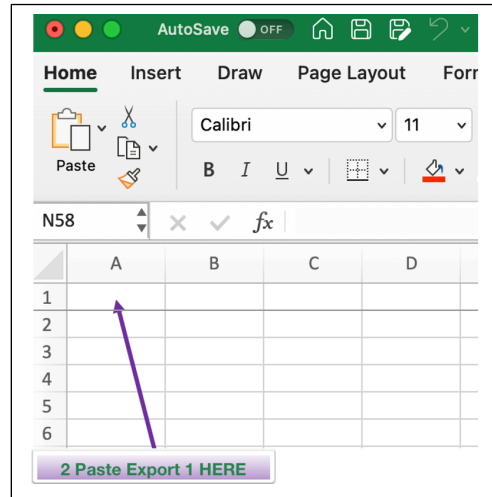 AutoSave OFF
Home Insert Draw Page Layout
Calibri 11
Paste
B I U
N58 fx
A B C D
1
2
3
4
5
6
2 Paste Export 1 HERE